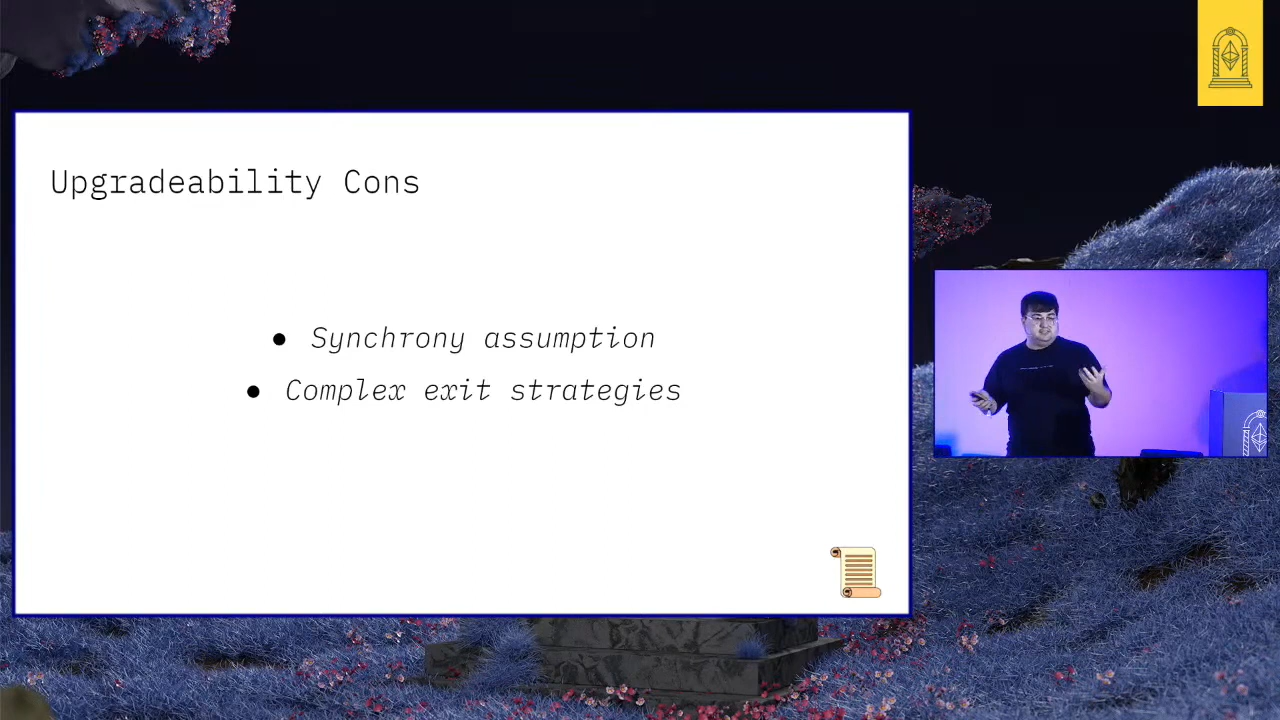 Upgradeability Cons
● Synchrony assumption
● Complex exit strategies